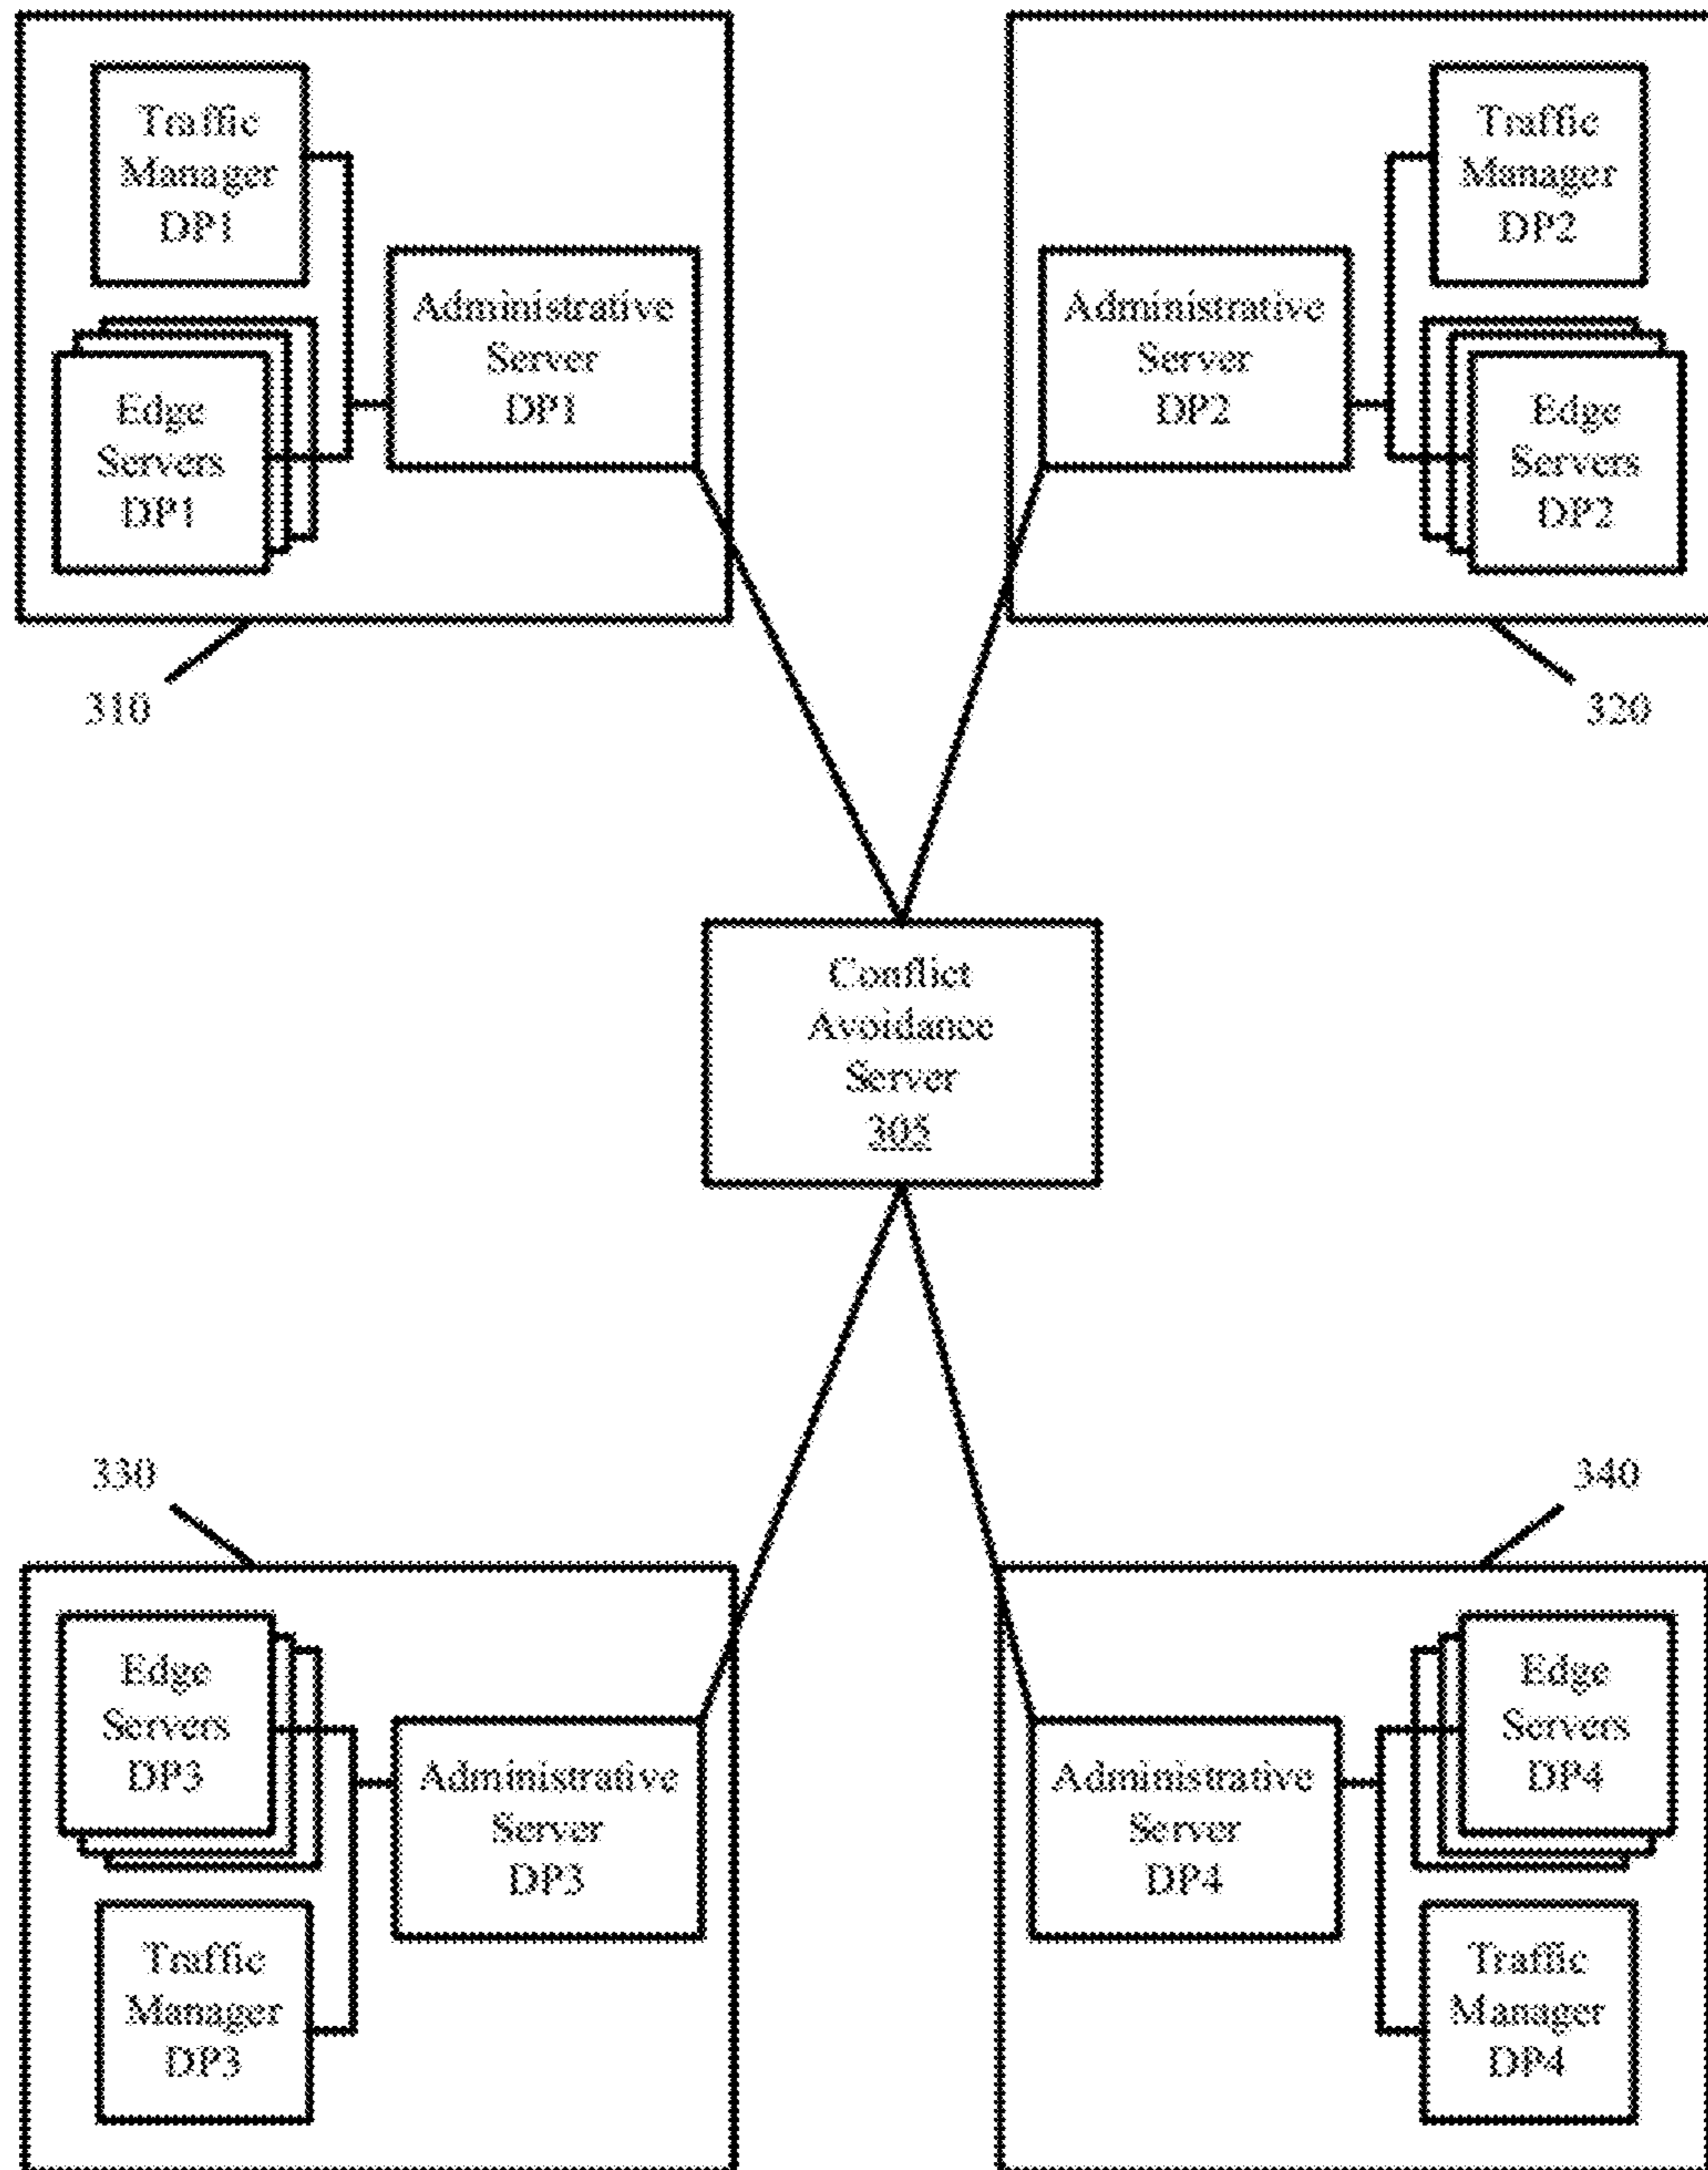 Traffic
Manager
DP1
Administrative
Server
DP1
Edge
Servers
DP1
310
Traffic
Manager
DP2
Administrative
Server
DP2
Edge
Servers
DP2
320
Conflict
Avoidance
Server
305
330
Edge
Servers
DP3
Administrative
Server
DP3
Traffic
Manager
DP3
340
Edge
Servers
DP4
Administrative
Server
DP4
Traffic
Manager
DP4